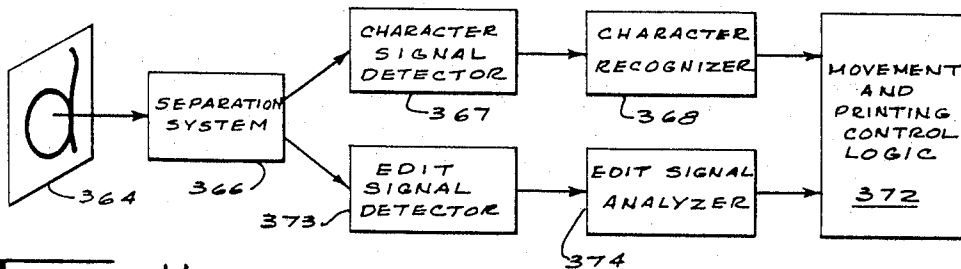 CHARACTER
SIGNAL
DETECTOR
367
CHARACTER
RECOGNIZER
368
MOVEMENT
AND
PRINTING
CONTROL
LOGIC
372
SEPARATION
SYSTEM
366
364
EDIT
SIGNAL
DETECTOR
373
EDIT SIGNAL
ANALYZER
374